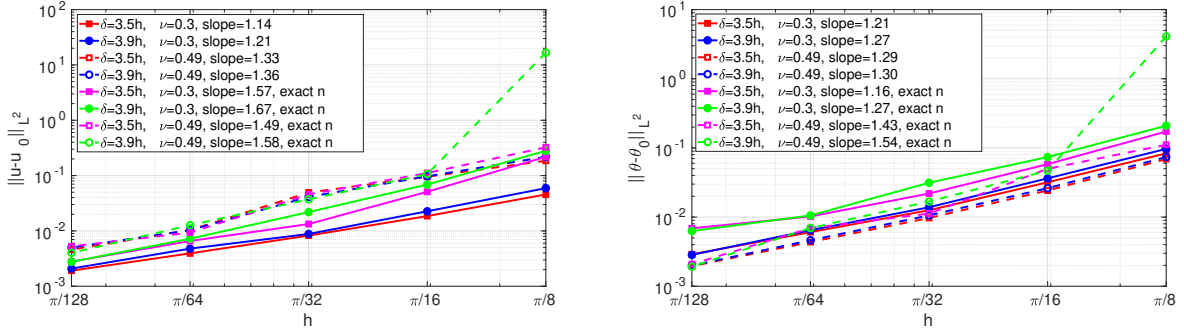 ||u-u_0||_{L^2}
10^2
10^1
10^0
10^{-1}
10^{-2}
10^{-3}
δ=3.5h, ν=0.3, slope=1.14
δ=3.9h, ν=0.3, slope=1.21
δ=3.5h, ν=0.49, slope=1.33
δ=3.9h, ν=0.49, slope=1.36
δ=3.5h, ν=0.3, slope=1.57, exact n
δ=3.9h, ν=0.3, slope=1.67, exact n
δ=3.5h, ν=0.49, slope=1.49, exact n
δ=3.9h, ν=0.49, slope=1.58, exact n
π/128 π/64 π/32 π/16 π/8
h
||θ-θ_0||_{L^2}
10^1
10^0
10^{-1}
10^{-2}
10^{-3}
δ=3.5h, ν=0.3, slope=1.21
δ=3.9h, ν=0.3, slope=1.27
δ=3.5h, ν=0.49, slope=1.29
δ=3.9h, ν=0.49, slope=1.30
δ=3.5h, ν=0.3, slope=1.16, exact n
δ=3.9h, ν=0.3, slope=1.27, exact n
δ=3.5h, ν=0.49, slope=1.43, exact n
δ=3.9h, ν=0.49, slope=1.54, exact n
π/128 π/64 π/32 π/16 π/8
h